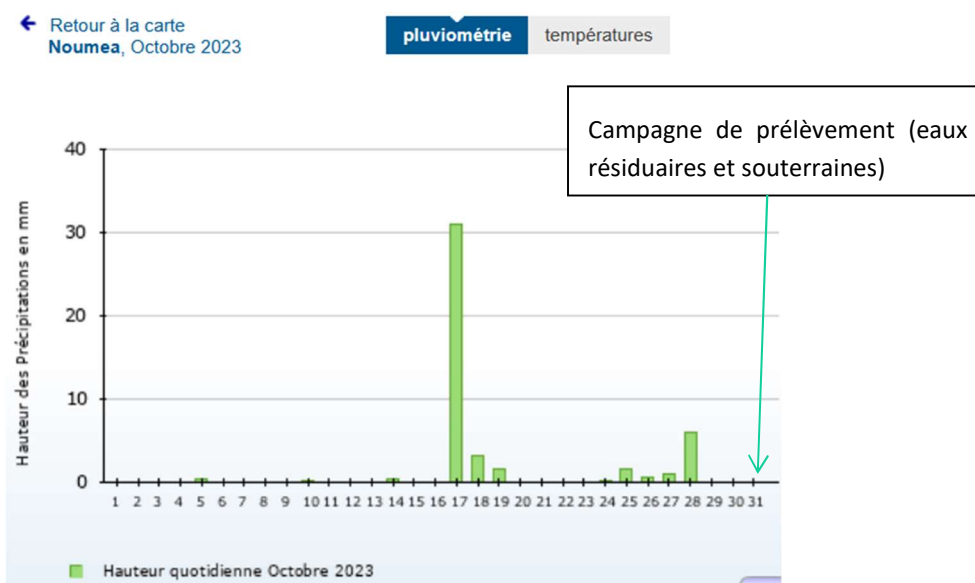 Retour à la carte
Noumea, Octobre 2023
pluviométrie températures
Campagne de prélèvement (eaux
résiduaires et souterraines)
Hauteur des Précipitations en mm
40
30
20
10
0
1 2 3 4 5 6 7 8 9 10 11 12 13 14 15 16 17 18 19 20 21 22 23 24 25 26 27 28 29 30 31
Hauteur quotidienne Octobre 2023